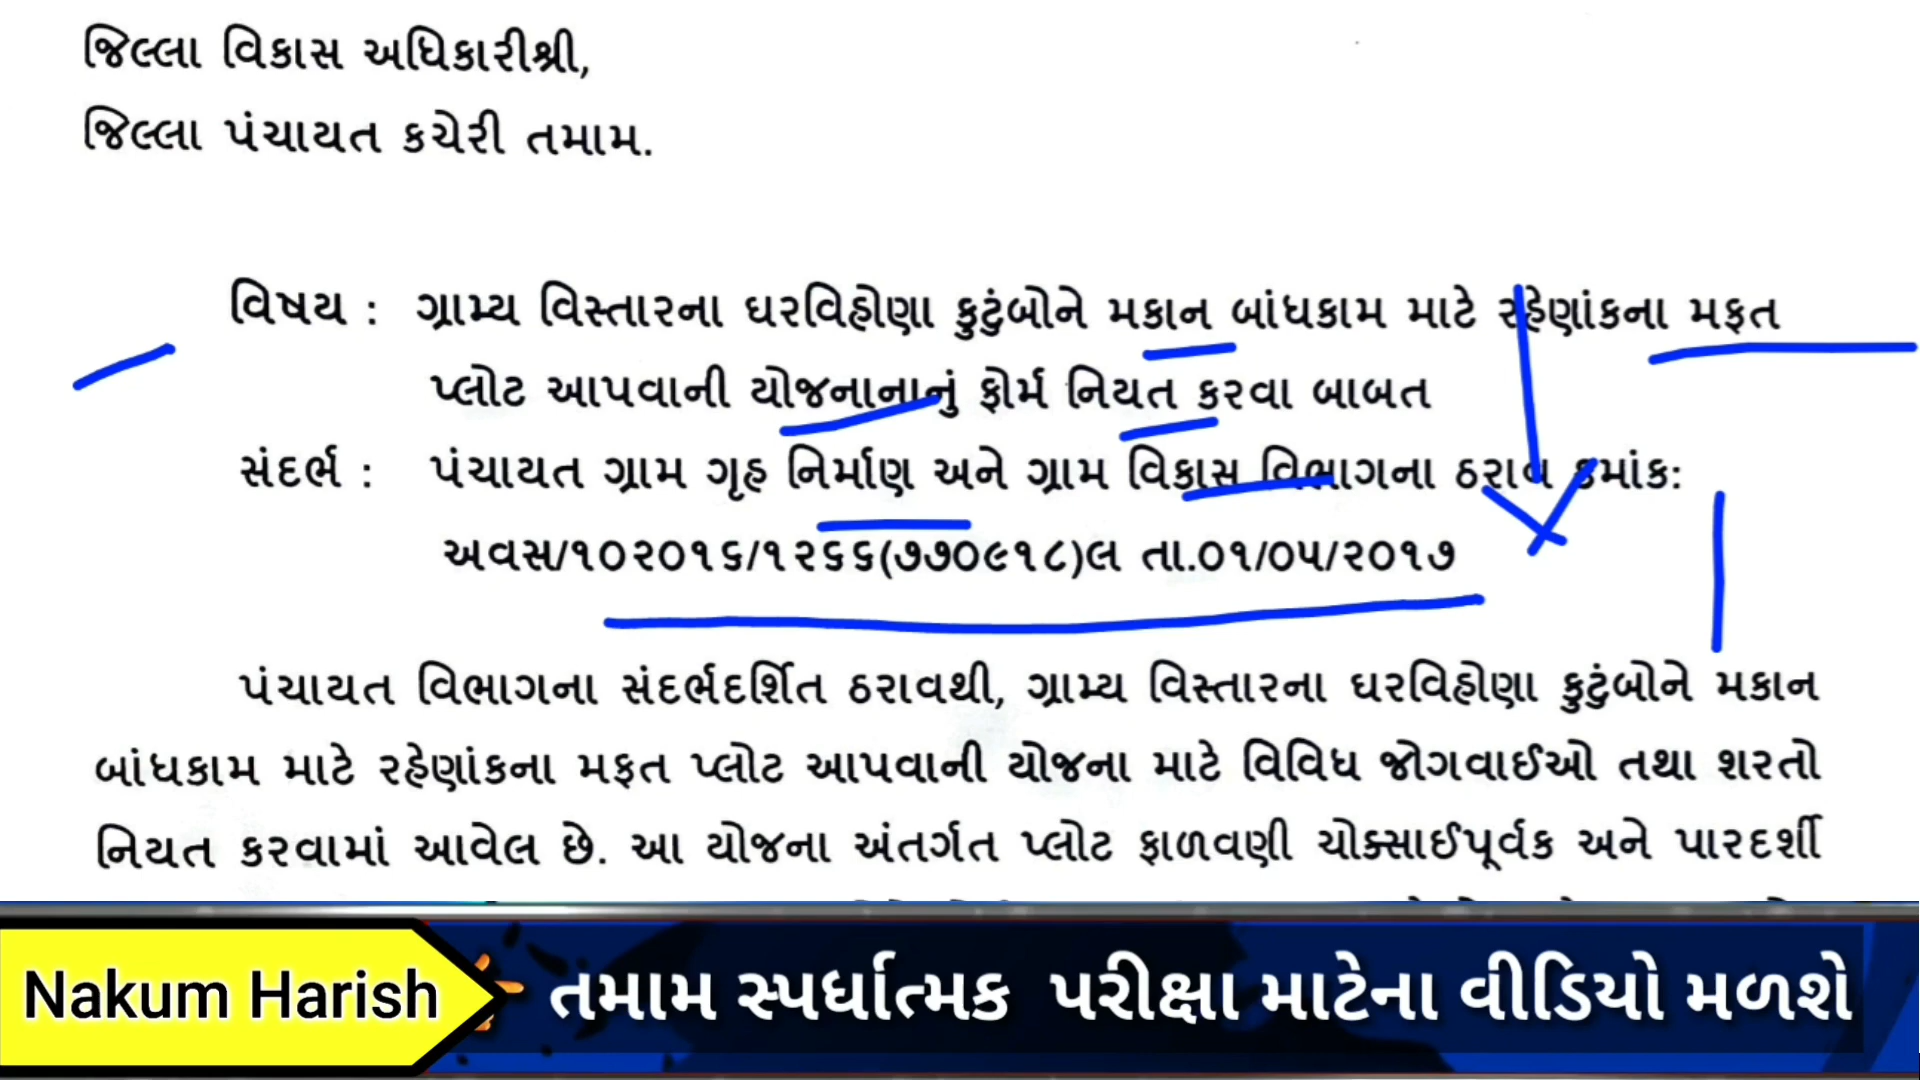 જિલ્લા વિકાસ અધિકારીશ્રી,
જિલ્લા પંચાયત કચેરી તમામ.
વિષય : ગ્રામ્ય વિસ્તારના ઘરવિહોણા કુટુંબોને મકાન બાંધકામ માટે રહેણાંકના મફત
પ્લોટ આપવાની યોજનાનાનું ફોર્મ નિયત કરવા બાબત
સંદર્ભ : પંચાયત ગ્રામ ગૃહ નિર્માણ અને ગ્રામ વિકાસ વિભાગના ઠરાવ ક્રમાંક:
અવસ/૧૦૨૦૧૬/૧૨૬૬(૭૭૦૯૧૮)લ તા.૦૧/૦૫/૨૦૧૭
પંચાયત વિભાગના સંદર્ભદર્શિત ઠરાવથી, ગ્રામ્ય વિસ્તારના ઘરવિહોણા કુટુંબોને મકાન
બાંધકામ માટે રહેણાંકના મફત પ્લોટ આપવાની યોજના માટે વિવિધ જોગવાઈઓ તથા શરતો
નિયત કરવામાં આવેલ છે. આ યોજના અંતર્ગત પ્લોટ ફાળવણી ચોક્સાઈપૂર્વક અને પારદર્શી
Nakum Harish તમામ સ્પર્ધાત્મક પરીક્ષા માટેના વીડિયો મળશે